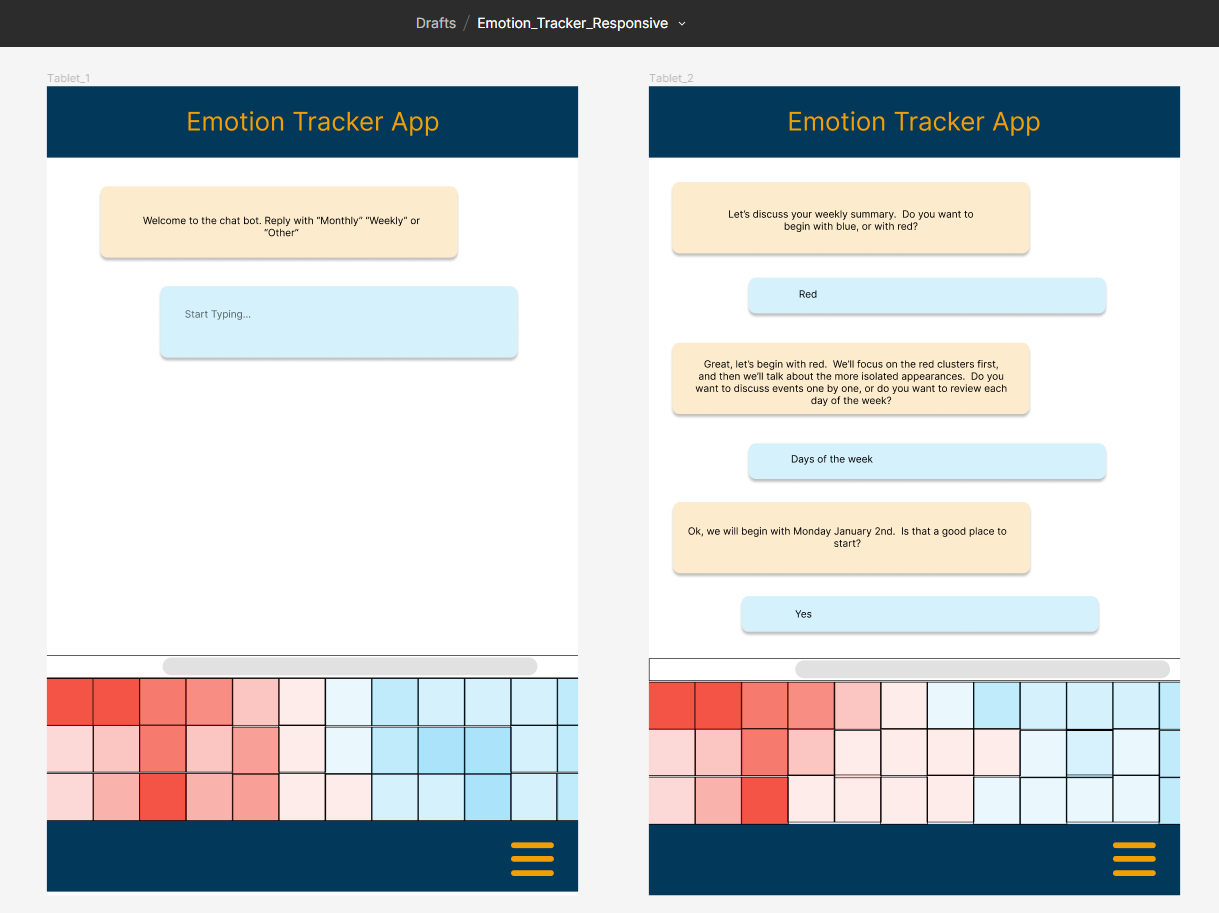 Drafts / Emotion_Tracker_Responsive
Tablet_1
Emotion Tracker App
Welcome to the chat bot. Reply with “Monthly” “Weekly” or
“Other”
Start Typing...
Tablet_2
Emotion Tracker App
Let’s discuss your weekly summary.  Do you want to
begin with blue, or with red?
Red
Great, let’s begin with red.  We’ll focus on the red clusters first,
and then we’ll talk about the more isolated appearances.  Do you
want to discuss events one by one, or do you want to review each
day of the week?
Days of the week
Ok, we will begin with Monday January 2nd.  Is that a good place to
start?
Yes